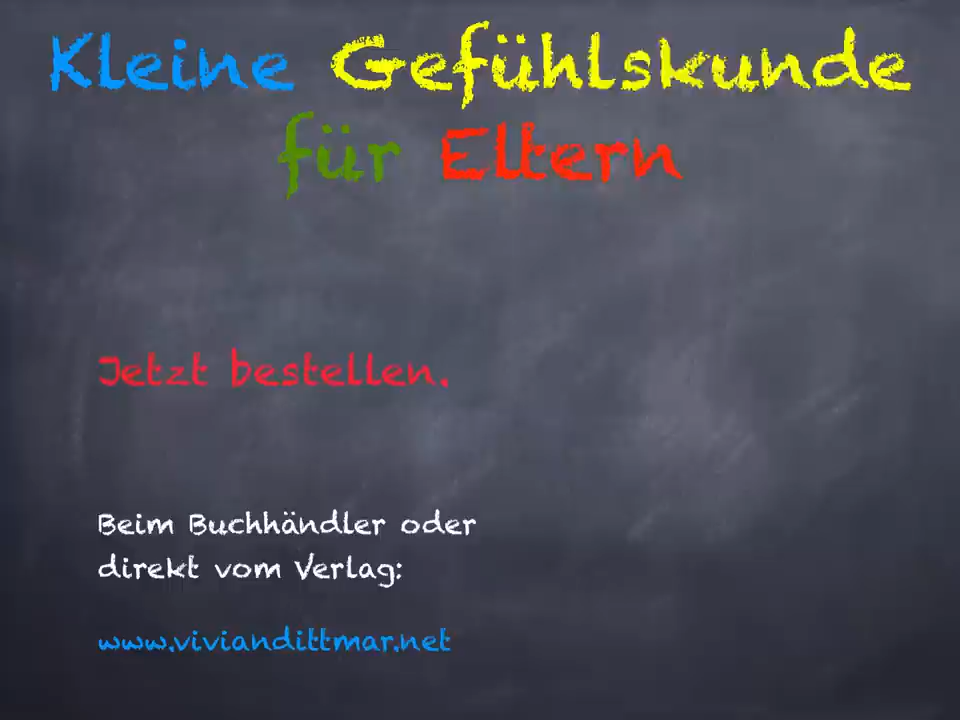 Kleine Gefühlskunde
für Eltern
Jetzt bestellen.
Beim Buchhändler oder
direkt vom Verlag:
www.viviandittmar.net